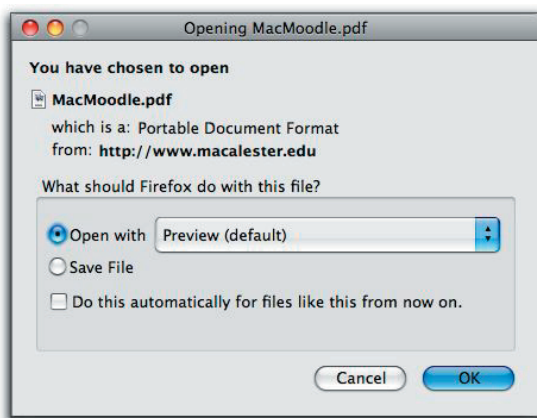 Opening MacMoodle.pdf
You have chosen to open
MacMoodle.pdf
which is a: Portable Document Format
from: http://www.macalester.edu
What should Firefox do with this file?
Open with Preview (default)
Save File
Do this automatically for files like this from now on.
Cancel OK